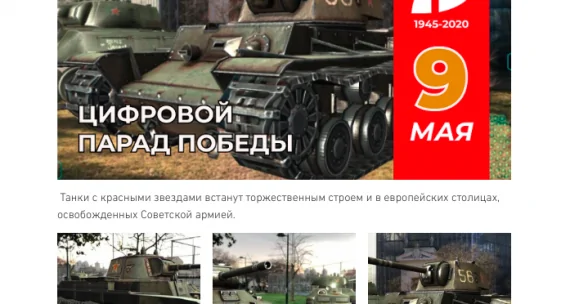 1945-2020
9
МАЯ
ЦИФРОВОЙ
ПАРАД ПОБЕДЫ
Танки с красными звездами встанут торжественным строем и в европейских столицах,
освобожденных Советской армией.
56